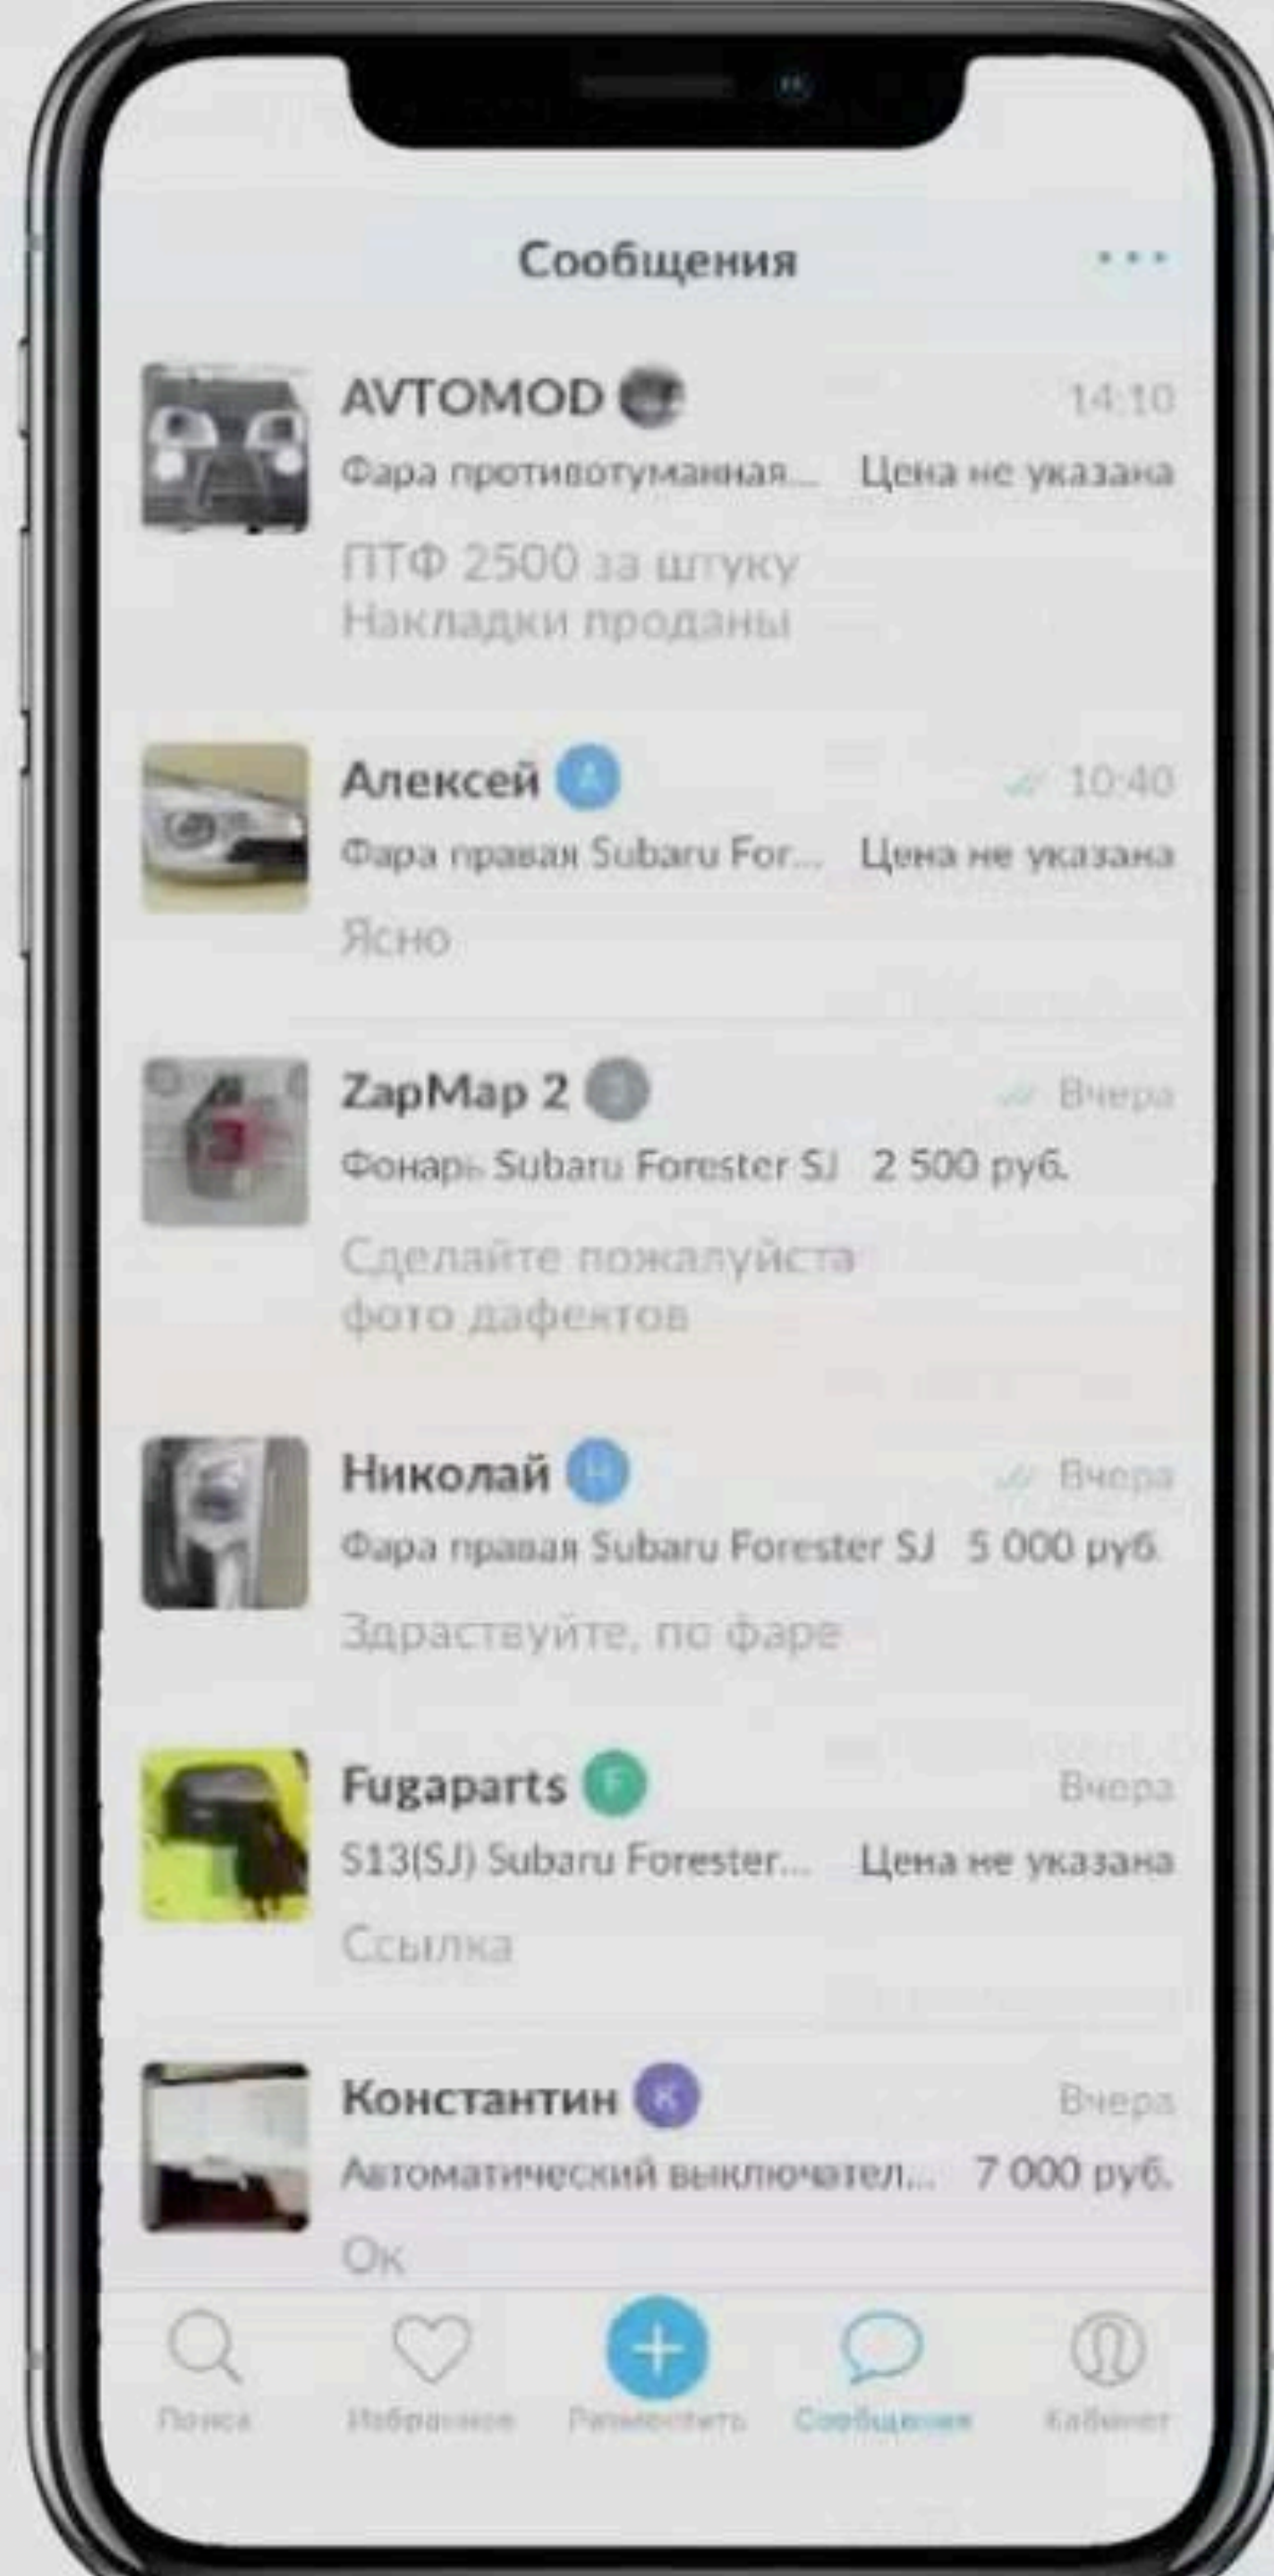 Сообщения
AVTOMOD
14:10
Фара противотуманная... Цена не указана
ПТФ 2500 за штуку
Накладки проданы
Алексей А
10:40
Фара правая Subaru For... Цена не указана
Ясно
ZapMap 2
Вчера
Фонарь Subaru Forester SJ 2 500 руб.
Сделайте пожалуйста
фото дафектов
Николай Н
Вчера
Фара правая Subaru Forester SJ 5 000 руб.
Здраствуйте, по фаре
Fugaparts F
Вчера
S13(SJ) Subaru Forester... Цена не указана
Ссылка
Константин К
Вчера
Автоматический выключател... 7 000 руб.
Ок
Поиск Избранное Разместить Сообщения Кабинет